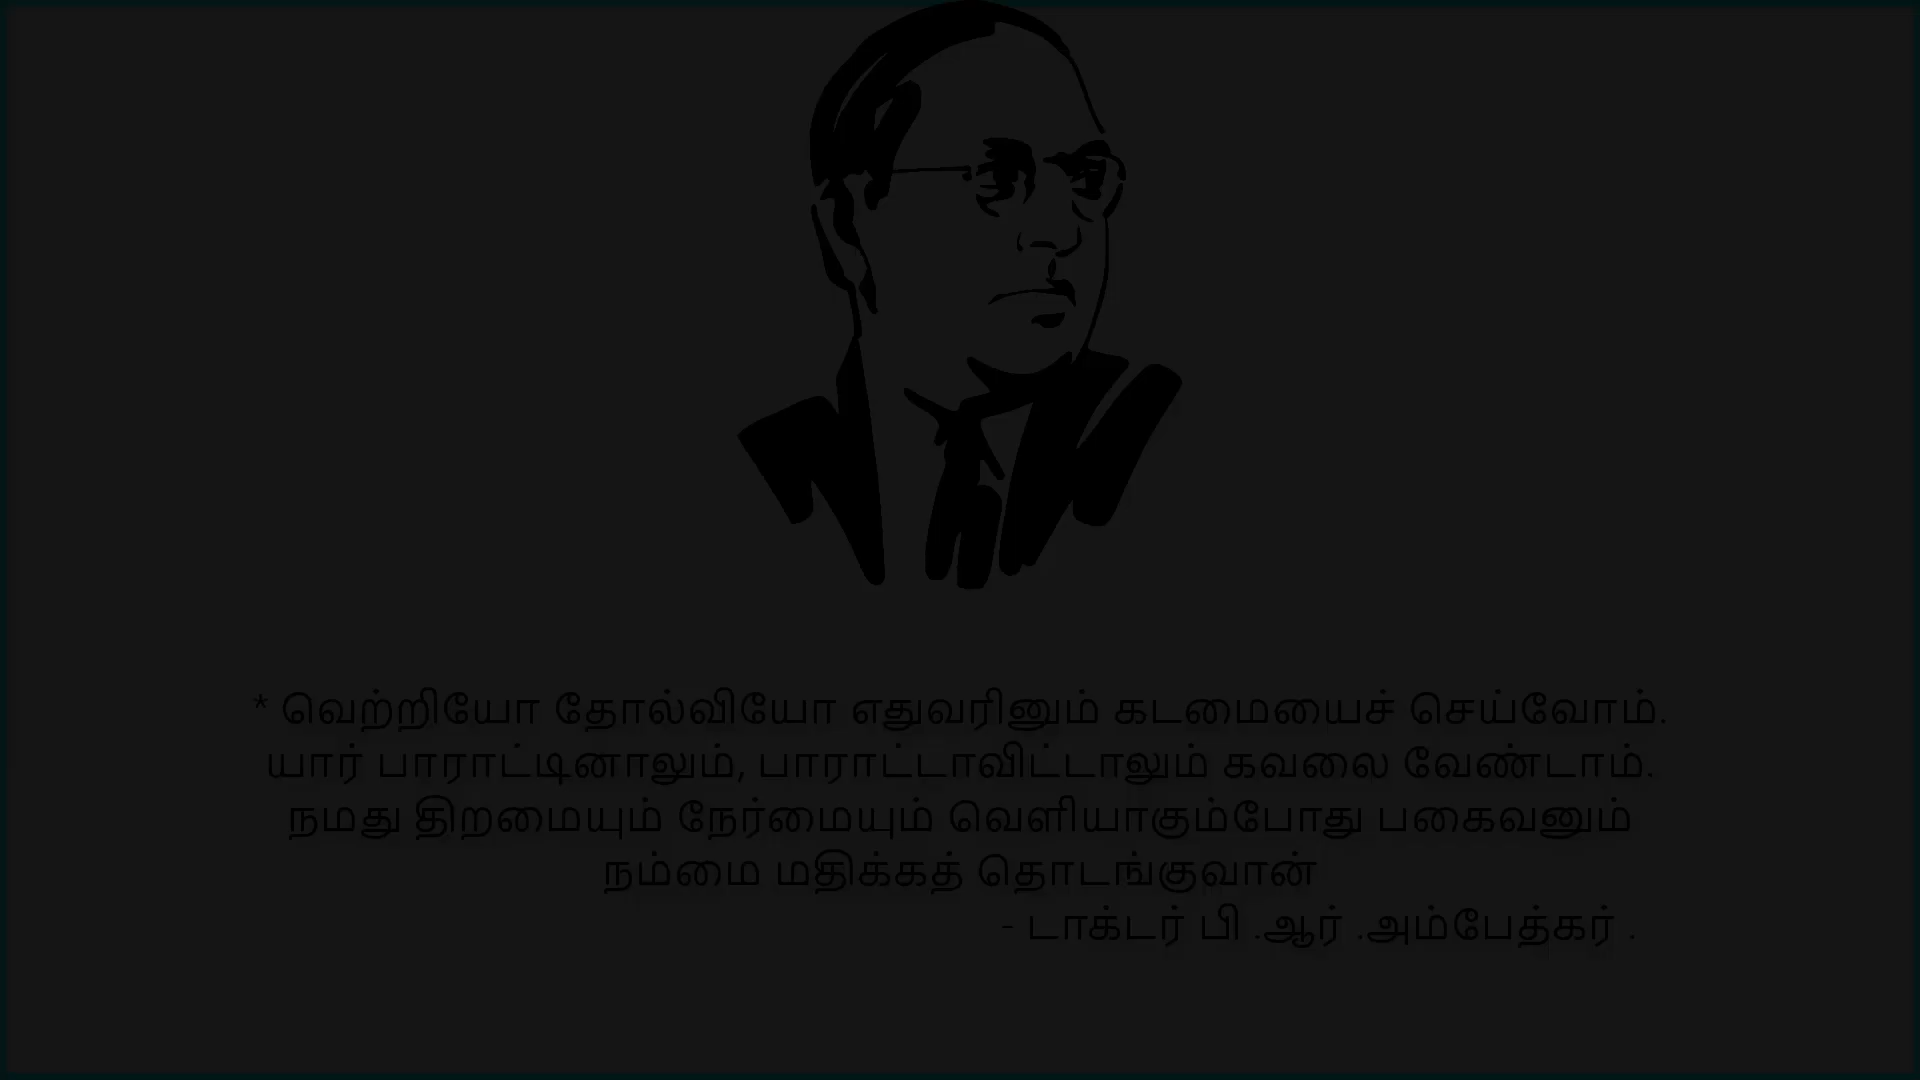 * வெற்றியோ தோல்வியோ எதுவரினும் கடமையைச் செய்வோம்.
யார் பாராட்டினாலும், பாராட்டாவிட்டாலும் கவலை வேண்டாம்.
நமது திறமையும் நேர்மையும் வெளியாகும்போது பகைவனும்
நம்மை மதிக்கத் தொடங்குவான்
- டாக்டர் பி .ஆர் .அம்பேத்கர் .